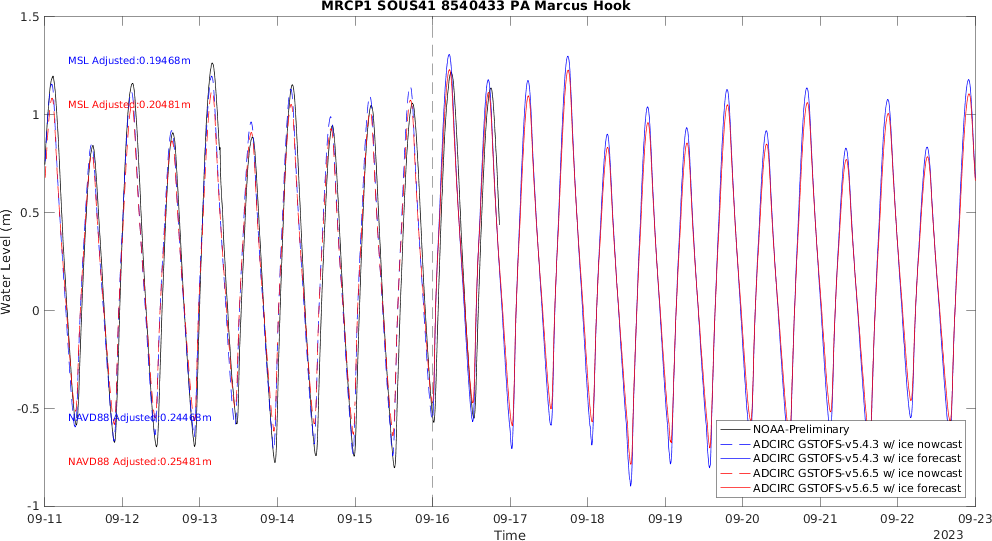 MRCP1 SOUS41 8540433 PA Marcus Hook
1.5
1
0.5
0
-0.5
-1
Water Level (m)
MSL Adjusted:0.19468m
MSL Adjusted:0.20481m
NAVD88 Adjusted:0.24468m
NAVD88 Adjusted:0.25481m
NOAA-Preliminary
ADCIRC GSTOFS-v5.4.3 w/ ice nowcast
ADCIRC GSTOFS-v5.4.3 w/ ice forecast
ADCIRC GSTOFS-v5.6.5 w/ ice nowcast
ADCIRC GSTOFS-v5.6.5 w/ ice forecast
09-11 09-12 09-13 09-14 09-15 09-16 09-17 09-18 09-19 09-20 09-21 09-22 09-23
Time
2023